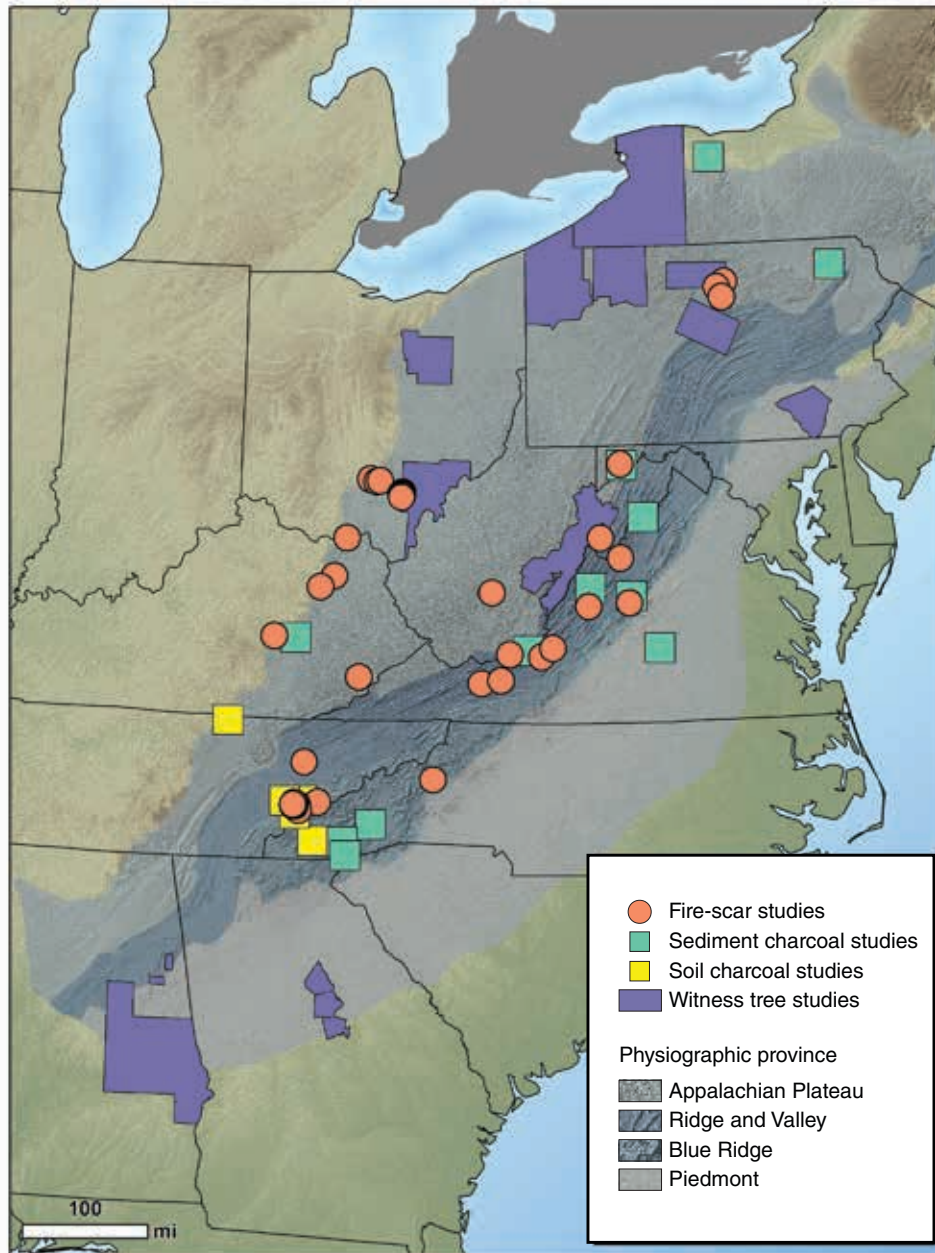 Fire-scar studies
Sediment charcoal studies
Soil charcoal studies
Witness tree studies
Physiographic province
Appalachian Plateau
Ridge and Valley
Blue Ridge
Piedmont
100
mi